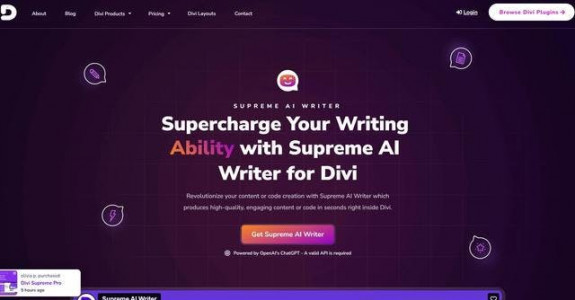 About Blog Divi Products Pricing Divi Layouts Contact Login Browse Divi Plugins
SUPREME AI WRITER
Supercharge Your Writing
Ability with Supreme AI
Writer for Divi
Revolutionize your content or code creation with Supreme AI Writer which
produces high-quality, engaging content or code in seconds right inside Divi.
Get Supreme AI Writer
Powered by OpenAI's ChatGPT - A valid API is required
Divi Supreme Pro
5 hours ago
Supreme AI Writer